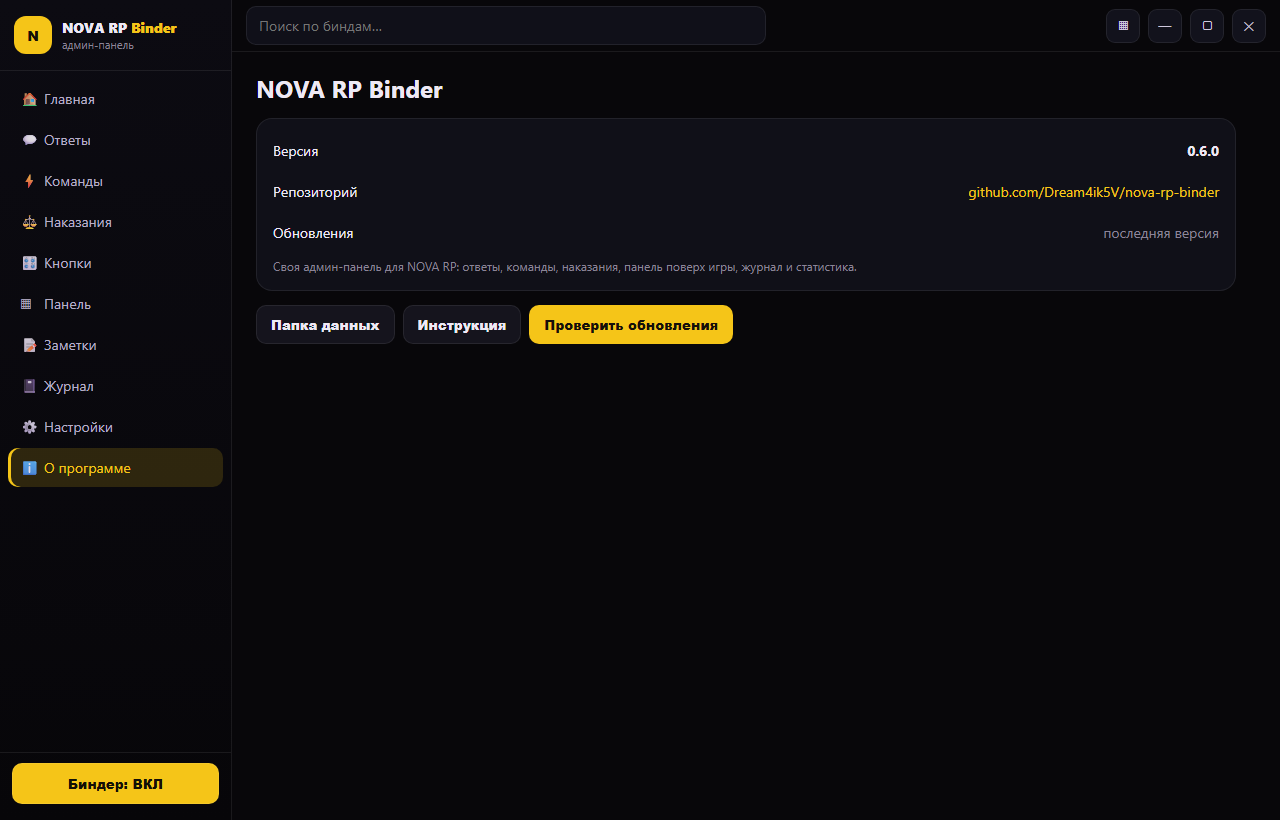 N
NOVA RP Binder
админ-панель
Поиск по биндам...
Главная
Ответы
Команды
Наказания
Кнопки
Панель
Заметки
Журнал
Настройки
О программе
Биндер: ВКЛ
NOVA RP Binder
Версия 0.6.0
Репозиторий github.com/Dream4ik5V/nova-rp-binder
Обновления последняя версия
Своя админ-панель для NOVA RP: ответы, команды, наказания, панель поверх игры, журнал и статистика.
Папка данных Инструкция Проверить обновления